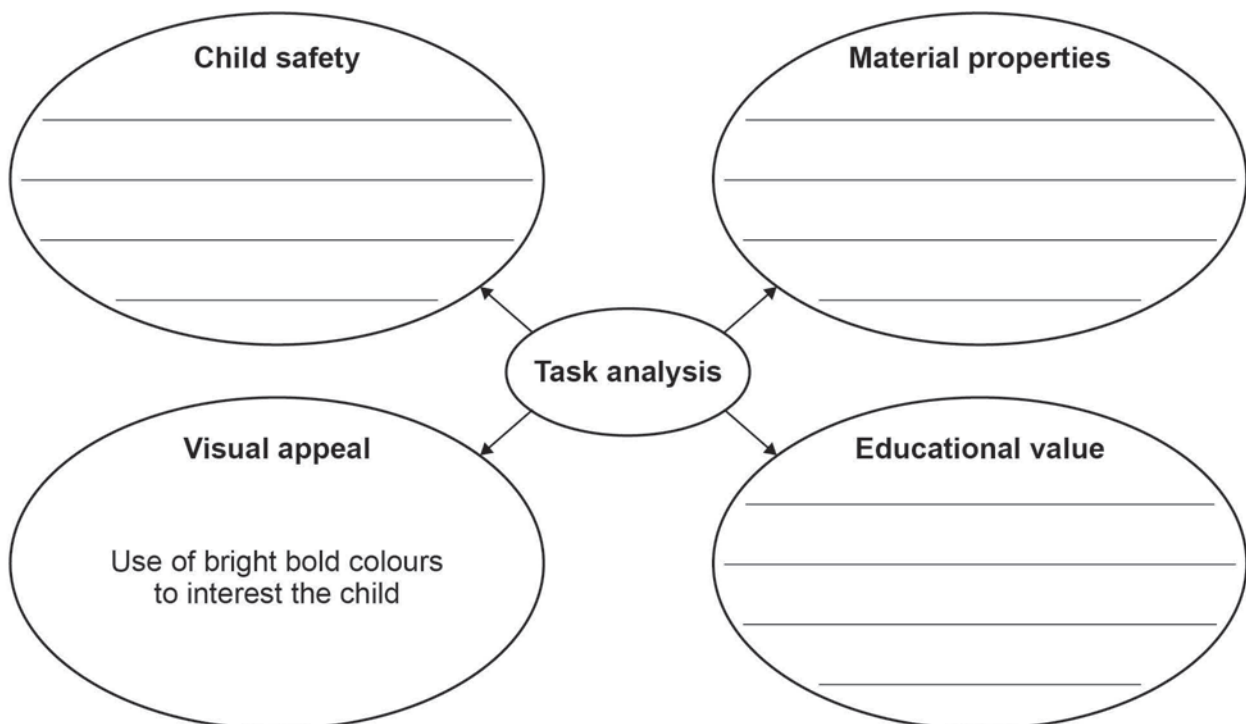 Child safety
Material properties
Task analysis
Visual appeal
Use of bright bold colours
to interest the child
Educational value